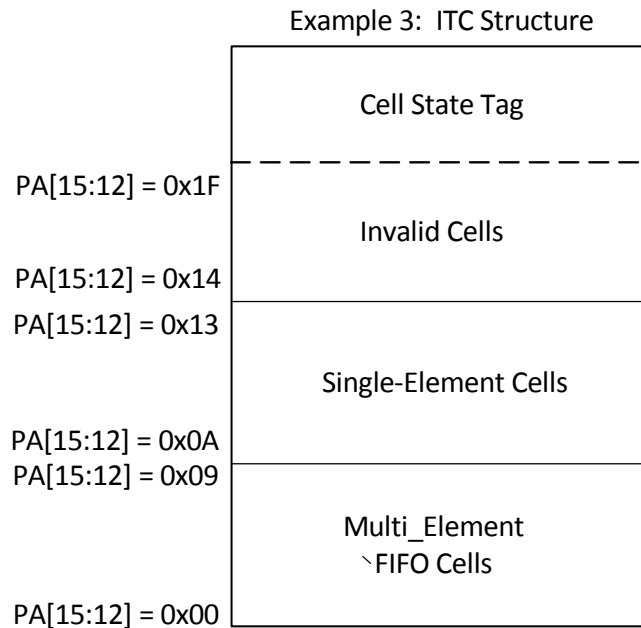 Example 3: ITC Structure
Cell State Tag
PA[15:12] = 0x1F
Invalid Cells
PA[15:12] = 0x14
PA[15:12] = 0x13
Single-Element Cells
PA[15:12] = 0x0A
PA[15:12] = 0x09
Multi_Element
FIFO Cells
PA[15:12] = 0x00